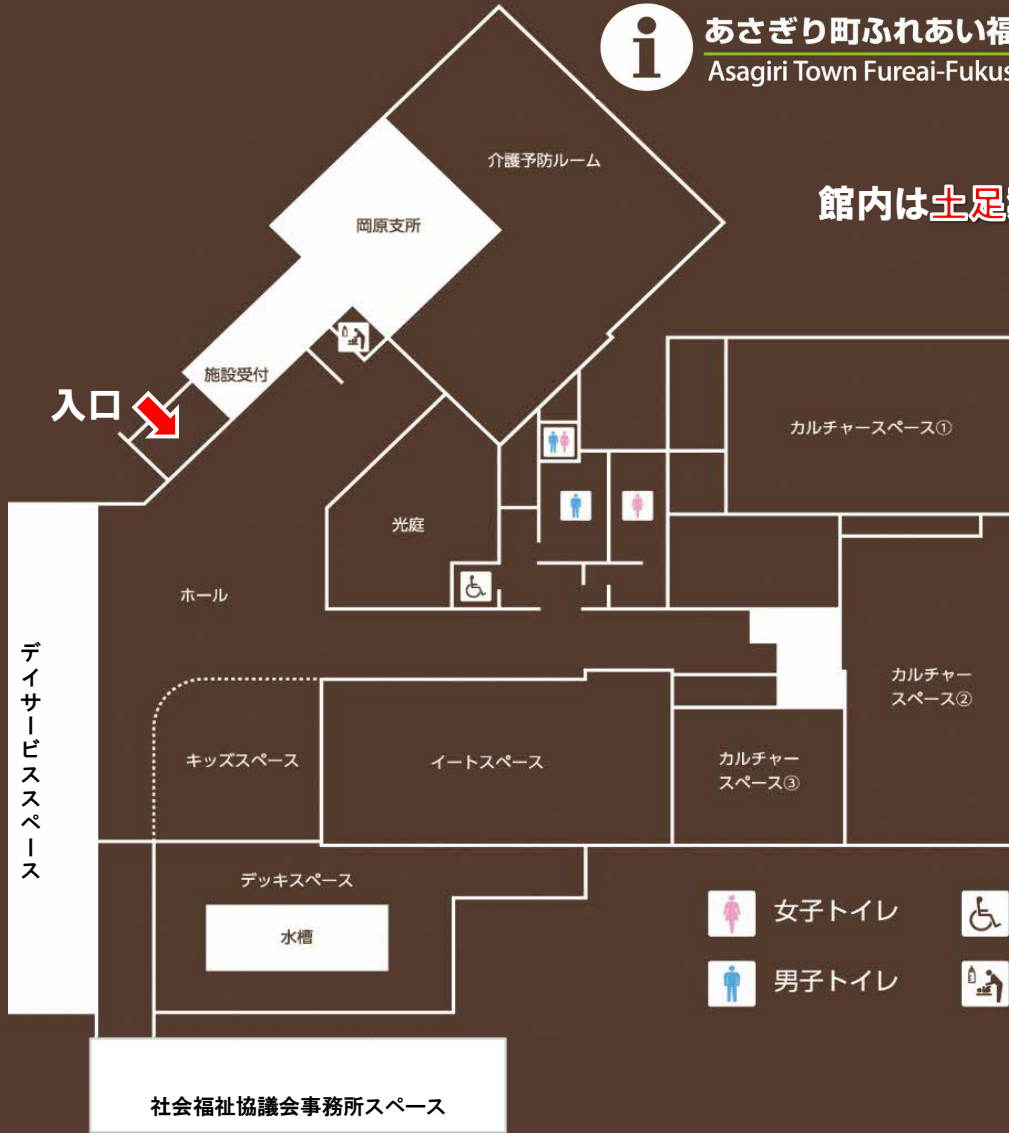 i
あさぎり町ふれあい福
Asagiri Town Fureai-Fukus
館内は土足
介護予防ルーム
岡原支所
施設受付
入口
カルチャースペース①
光庭
ホール
カルチャー
スペース②
デイサービススペース
キッズスペース
イートスペース
カルチャー
スペース③
デッキスペース
水槽
女子トイレ
男子トイレ
社会福祉協議会事務所スペース